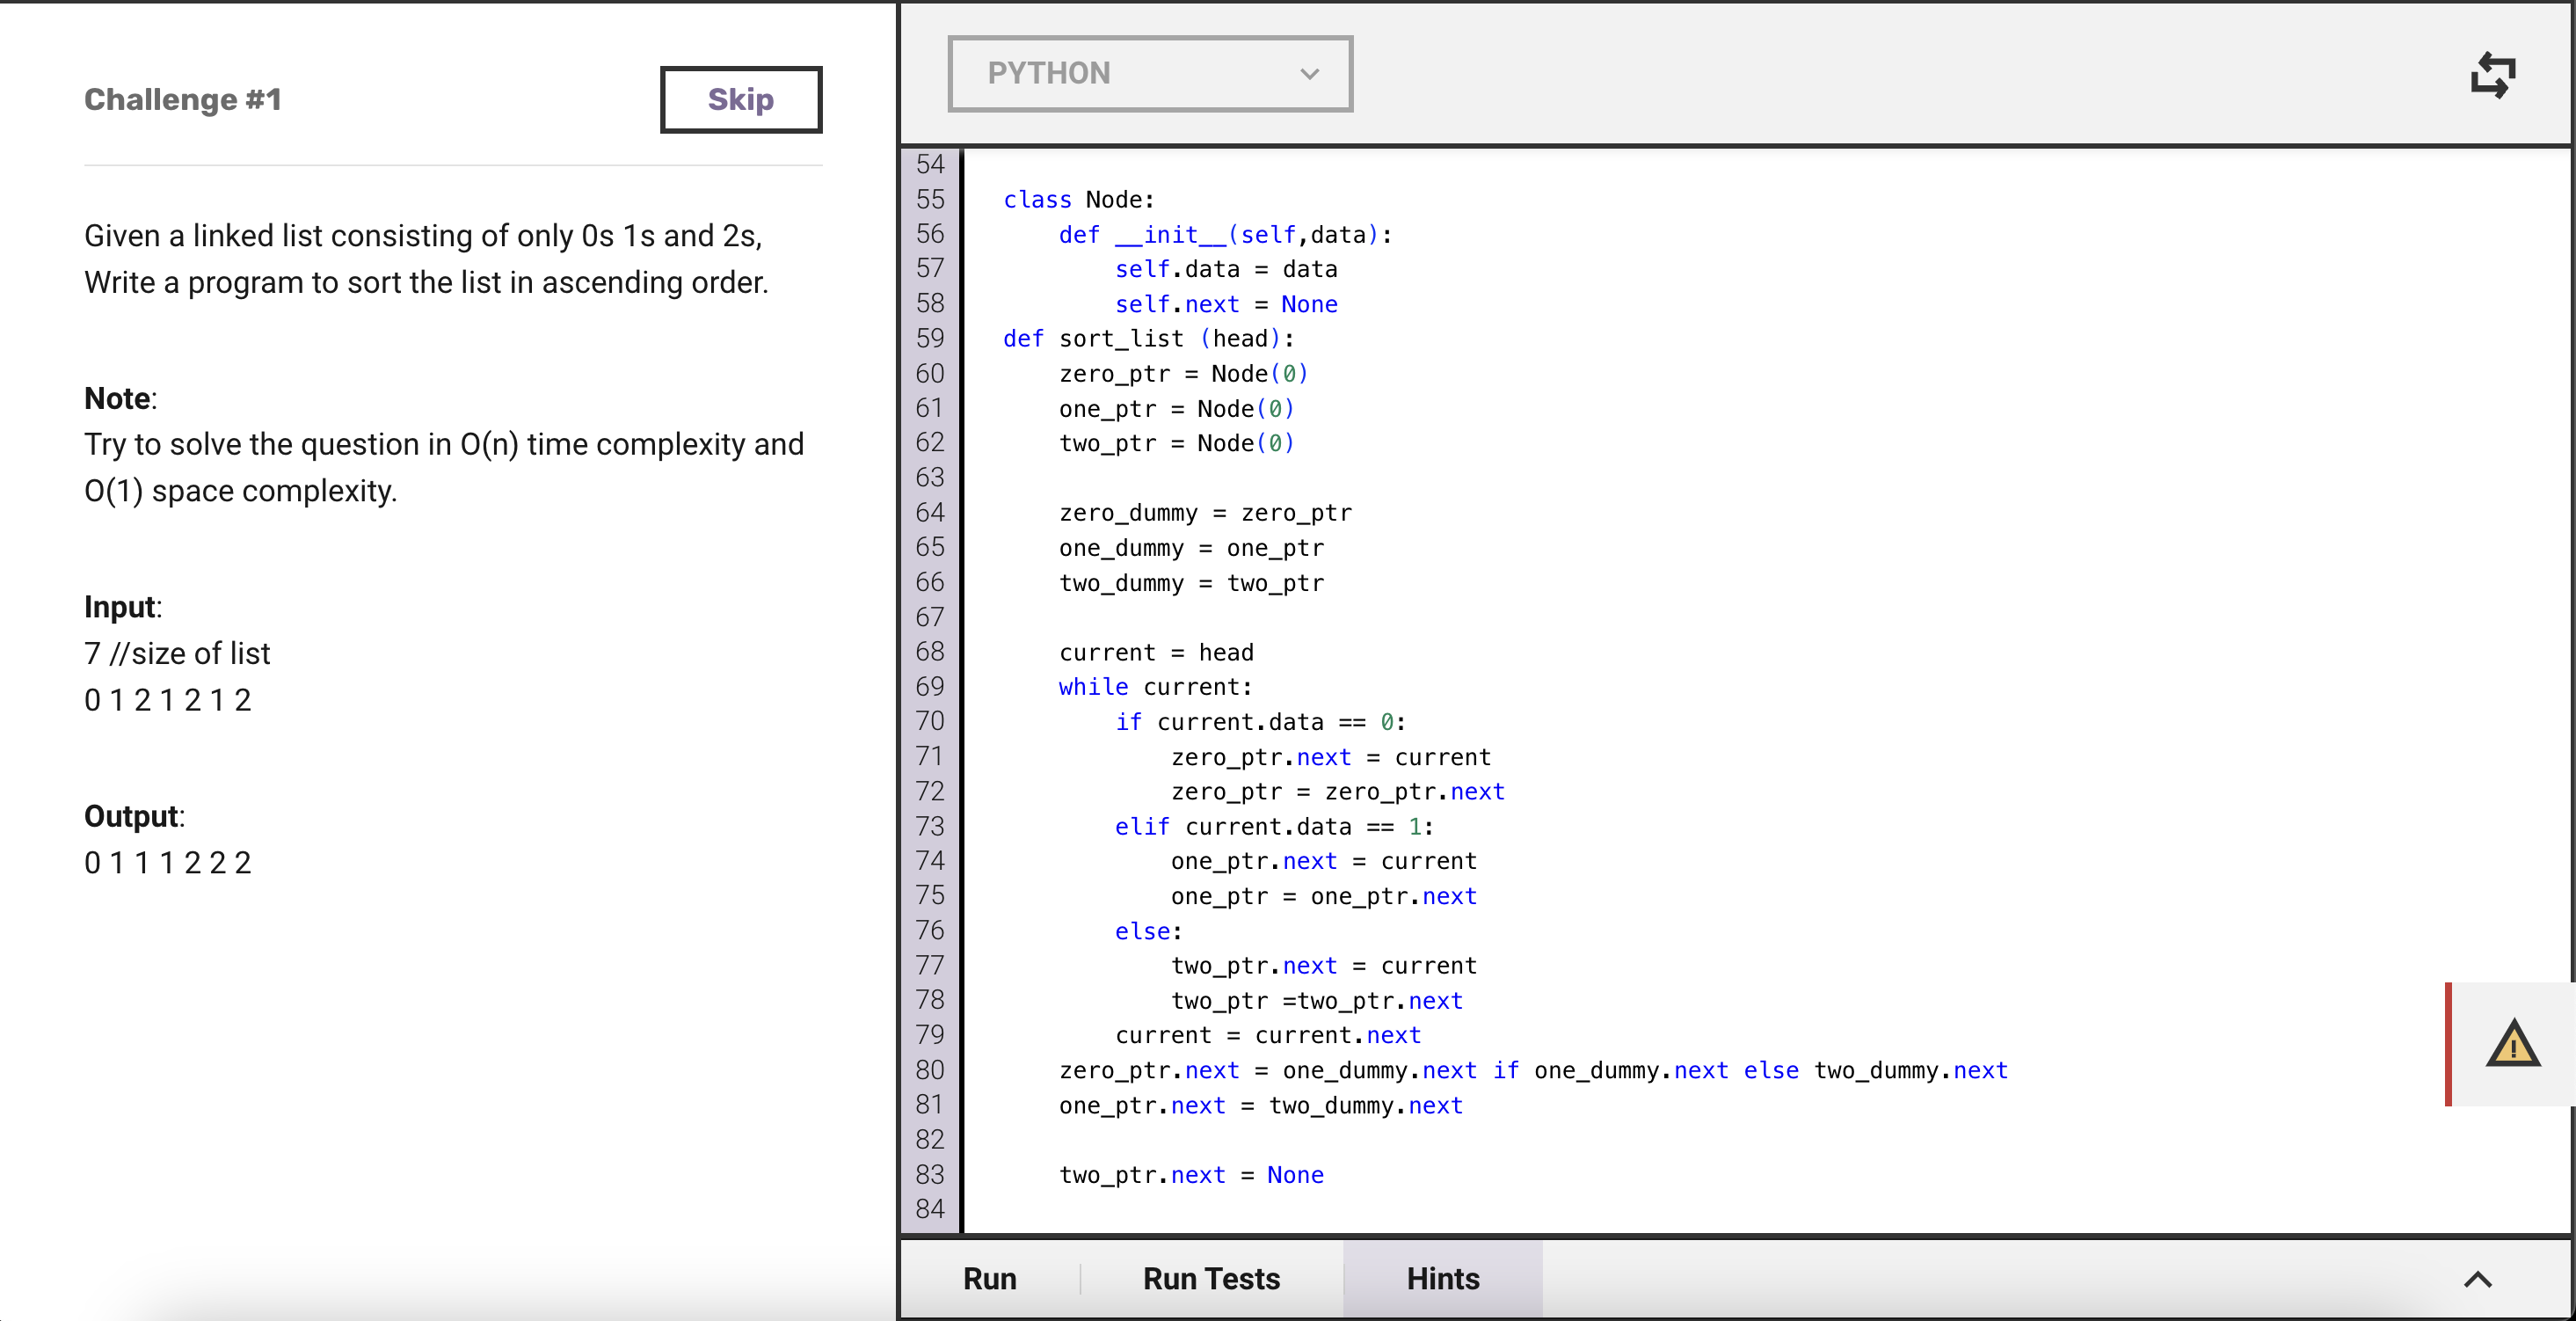 Challenge #1
Skip
Given a linked list consisting of only 0s 1s and 2s,
Write a program to sort the list in ascending order.
Note:
Try to solve the question in O(n) time complexity and
O(1) space complexity.
Input:
7 //size of list
0 1 2 1 2 1 2
Output:
0 1 1 1 2 2 2
PYTHON
54
55 class Node:
56     def __init__(self,data):
57         self.data = data
58         self.next = None
59 def sort_list (head):
60     zero_ptr = Node(0)
61     one_ptr = Node(0)
62     two_ptr = Node(0)
63
64     zero_dummy = zero_ptr
65     one_dummy = one_ptr
66     two_dummy = two_ptr
67
68     current = head
69     while current:
70         if current.data == 0:
71             zero_ptr.next = current
72             zero_ptr = zero_ptr.next
73         elif current.data == 1:
74             one_ptr.next = current
75             one_ptr = one_ptr.next
76         else:
77             two_ptr.next = current
78             two_ptr =two_ptr.next
79         current = current.next
80     zero_ptr.next = one_dummy.next if one_dummy.next else two_dummy.next
81     one_ptr.next = two_dummy.next
82
83     two_ptr.next = None
84
Run
Run Tests
Hints